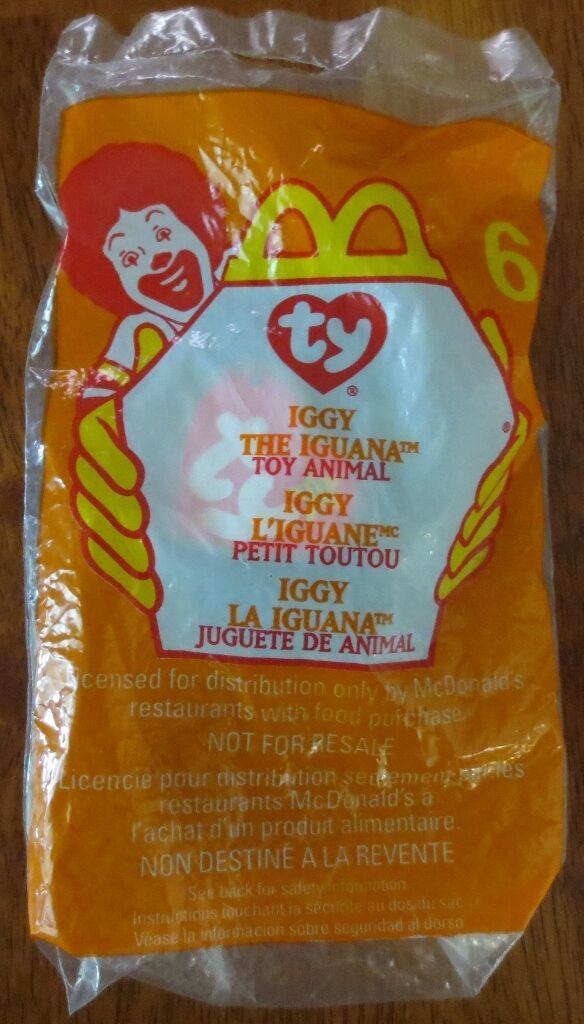 6
ty
®
IGGY
THE IGUANA™
TOY ANIMAL
IGGY
L'IGUANE MC
PETIT TOUTOU
IGGY
LA IGUANA™
JUGUETE DE ANIMAL
®
Licensed for distribution only by McDonald's
restaurants with food purchase.
NOT FOR RESALE
Licencié pour distribution seulement par les
restaurants McDonald's à
l'achat d'un produit alimentaire.
NON DESTINÉ À LA REVENTE
See back for safety information
Instructions touchant la sécurité au dos du sac
Véase la informacion sobre seguridad al dorso